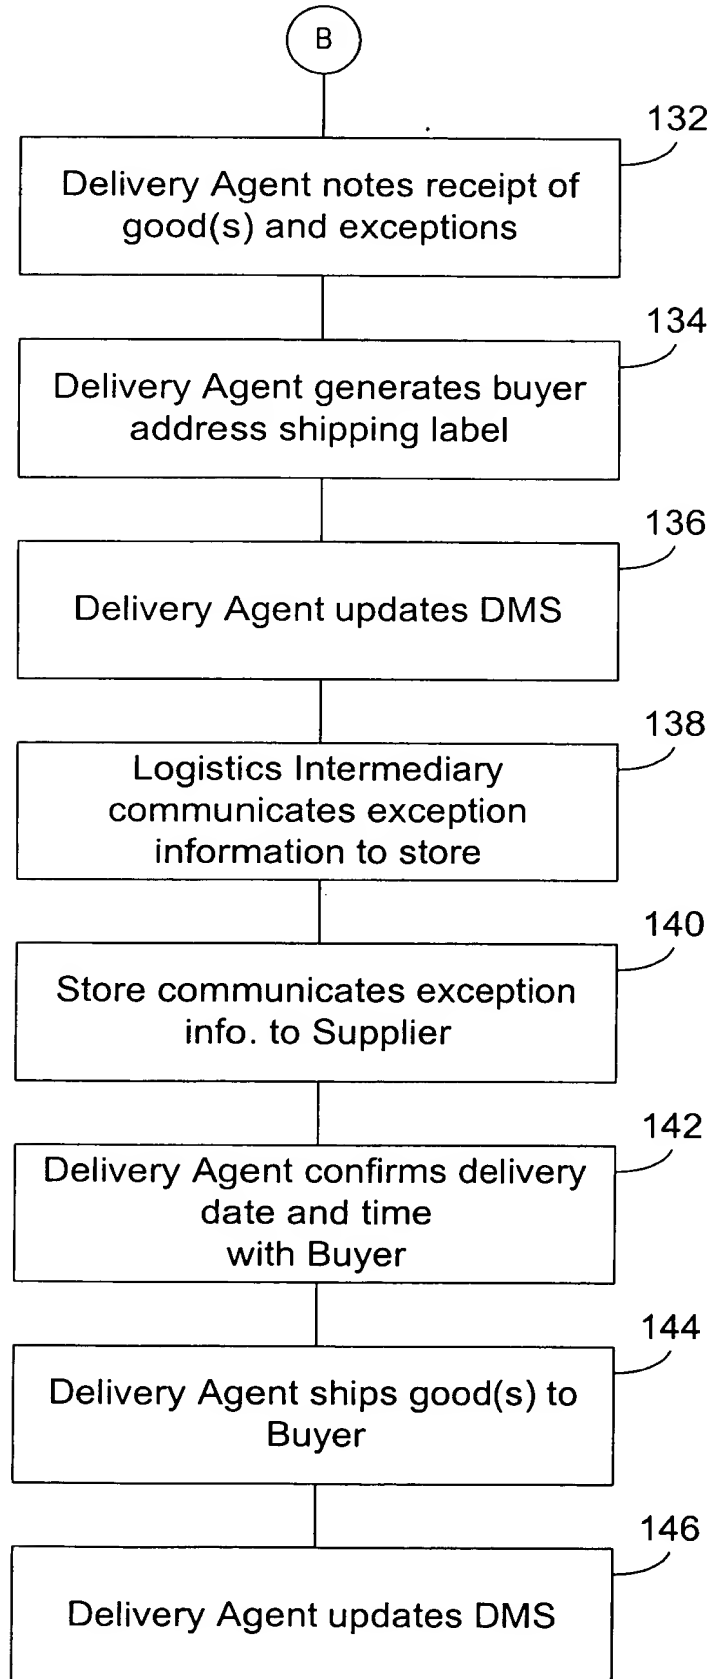 B
132
Delivery Agent notes receipt of
good(s) and exceptions
134
Delivery Agent generates buyer
address shipping label
136
Delivery Agent updates DMS
138
Logistics Intermediary
communicates exception
information to store
140
Store communicates exception
info. to Supplier
142
Delivery Agent confirms delivery
date and time
with Buyer
144
Delivery Agent ships good(s) to
Buyer
146
Delivery Agent updates DMS